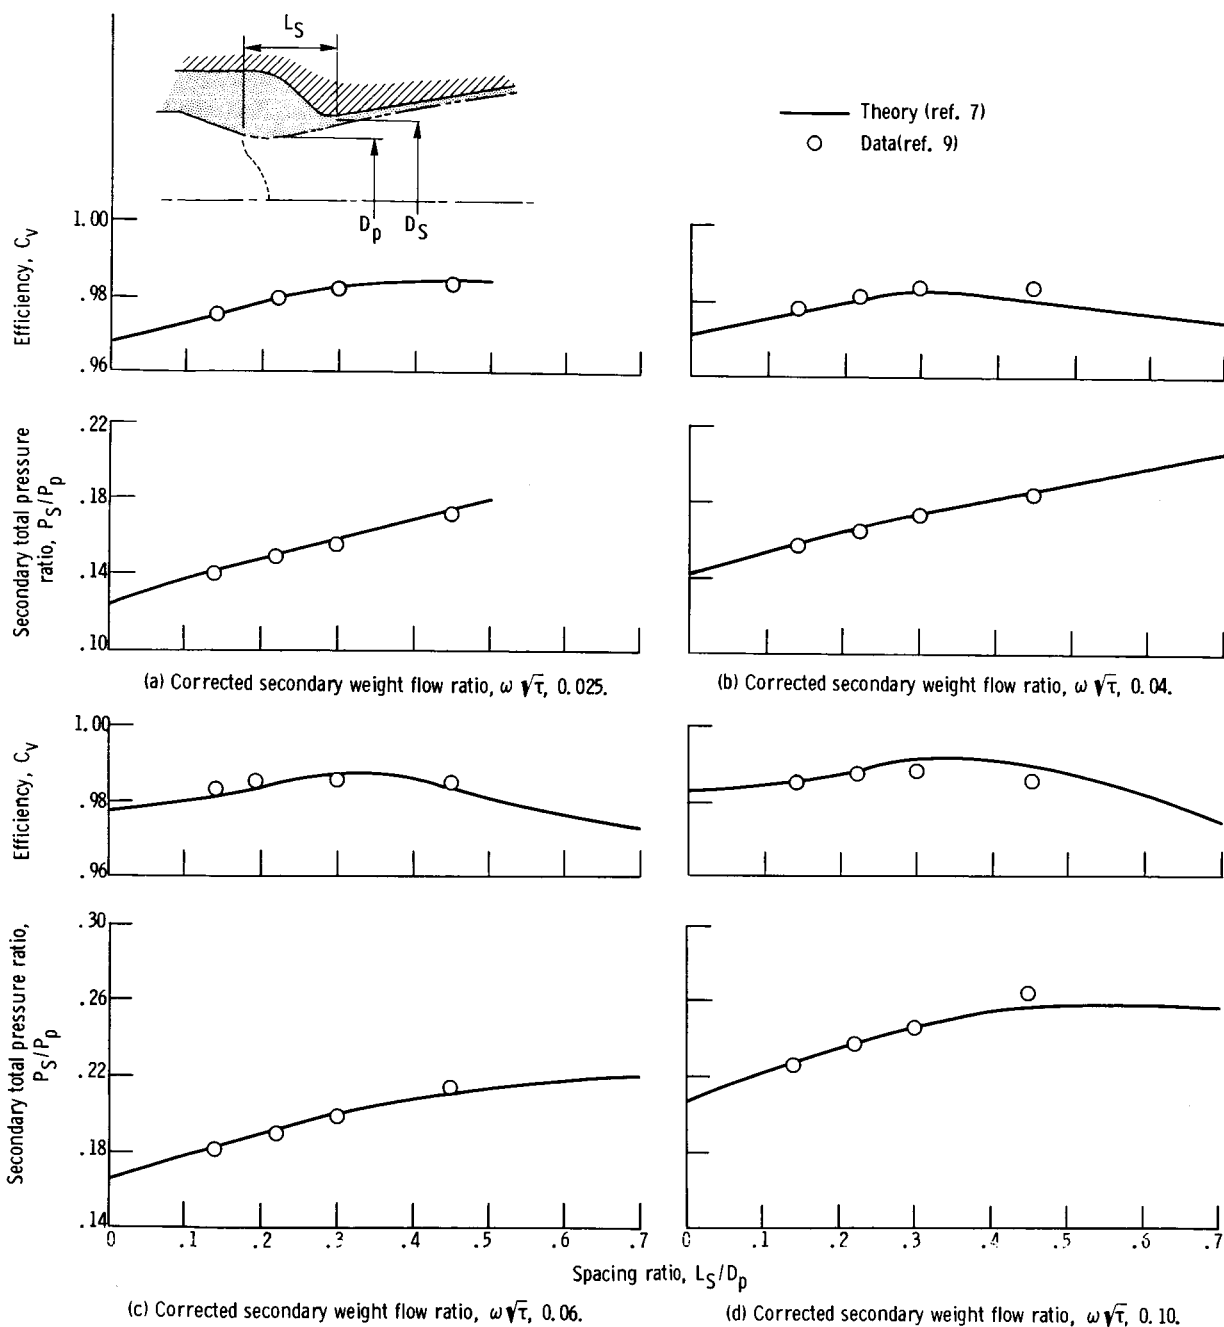 L_S
Theory (ref. 7)
Data(ref. 9)
D_p
D_S
Efficiency, C_v
1.00
.98
.96
Secondary total pressure
ratio, P_S/P_p
.22
.18
.14
.10
(a) Corrected secondary weight flow ratio, ω√τ, 0.025.
(b) Corrected secondary weight flow ratio, ω√τ, 0.04.
Efficiency, C_v
1.00
.98
.96
Secondary total pressure ratio,
P_S/P_p
.30
.26
.22
.18
.14
0 .1 .2 .3 .4 .5 .6 .7
0 .1 .2 .3 .4 .5 .6 .7
Spacing ratio, L_S/D_p
(c) Corrected secondary weight flow ratio, ω√τ, 0.06.
(d) Corrected secondary weight flow ratio, ω√τ, 0.10.